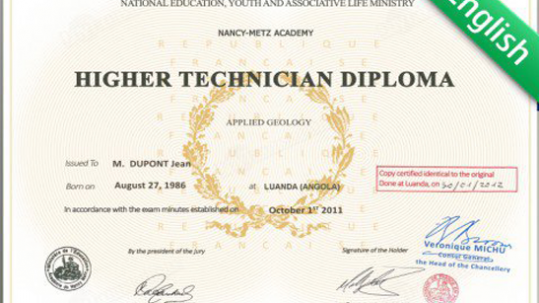 NATIONAL EDUCATION, YOUTH AND ASSOCIATIVE LIFE MINISTRY
English
NANCY-METZ ACADEMY
REPUBLIQUE
FRANCAISE
HIGHER TECHNICIAN DIPLOMA
APPLIED GEOLOGY
Issued To M. DUPONT Jean
Copy certified identical to the original
Done at Luanda, on 30/01/2012
Born on August 27, 1986 at LUANDA (ANGOLA)
In accordance with the exam minutes established on October 1st 2011
By the president of the jury
Signature of the Holder
Veronique MICHU
Consul General
the Head of the Chancellery